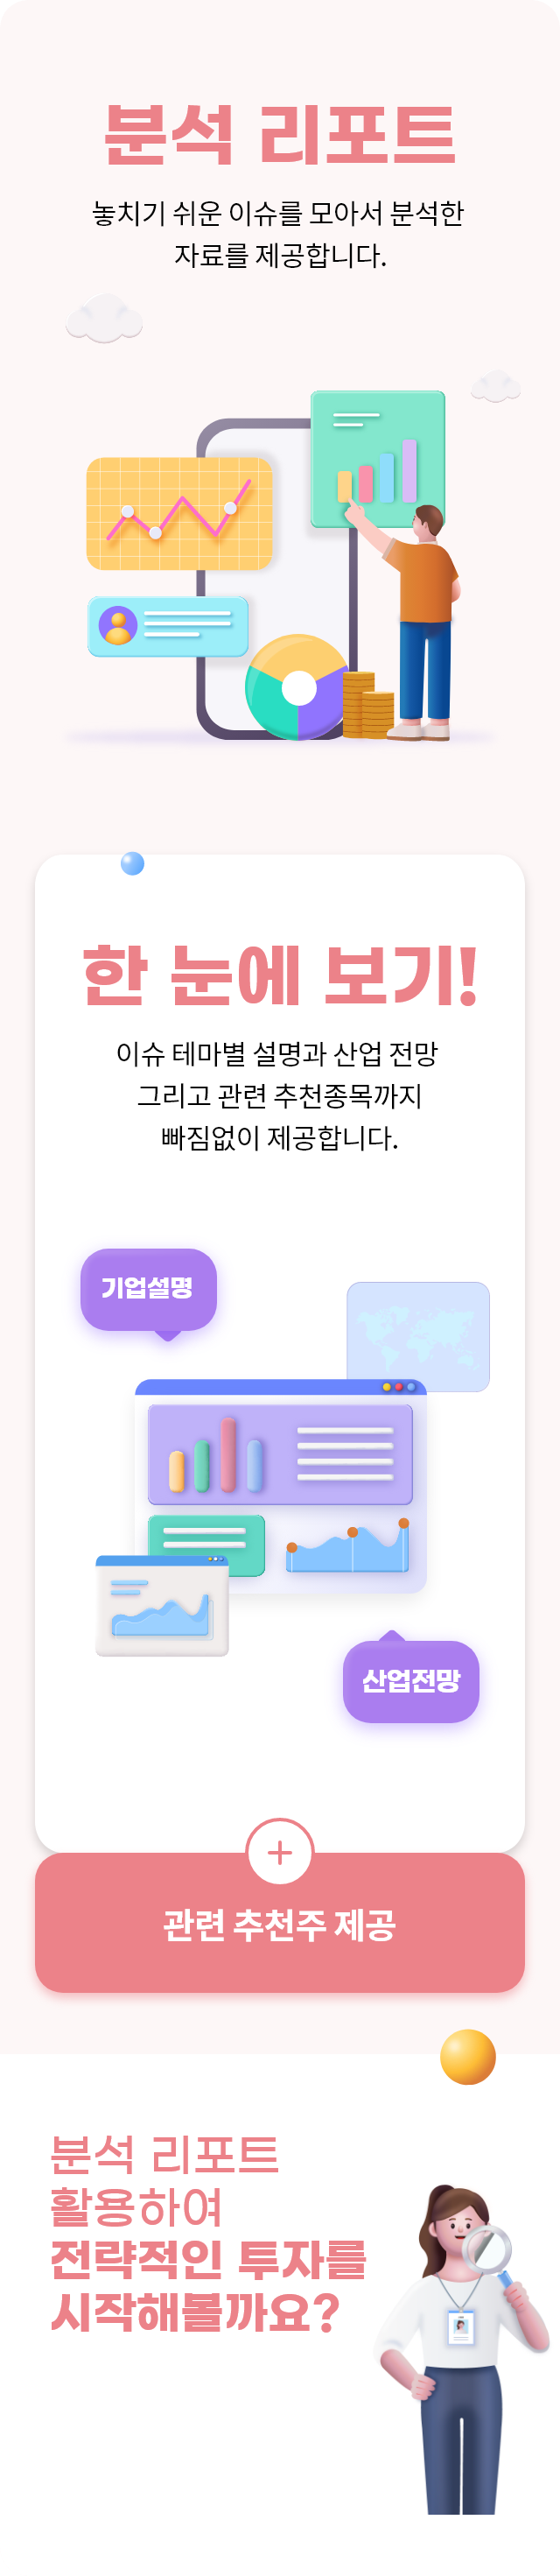 분석 리포트
놓치기 쉬운 이슈를 모아서 분석한
자료를 제공합니다.
한 눈에 보기!
이슈 테마별 설명과 산업 전망
그리고 관련 추천종목까지
빠짐없이 제공합니다.
기업설명
산업전망
관련 추천주 제공
분석 리포트
활용하여
전략적인 투자를
시작해볼까요?